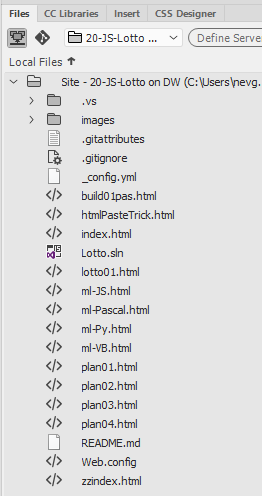 Files CC Libraries Insert CSS Designer
20-JS-Lotto ... Define Serve
Local Files ↑
Site - 20-JS-Lotto on DW (C:\Users\nevg.
.vs
images
.gitattributes
.gitignore
_config.yml
build01pas.html
htmlPasteTrick.html
index.html
Lotto.sln
lotto01.html
ml-JS.html
ml-Pascal.html
ml-Py.html
ml-VB.html
plan01.html
plan02.html
plan03.html
plan04.html
README.md
Web.config
zzindex.html